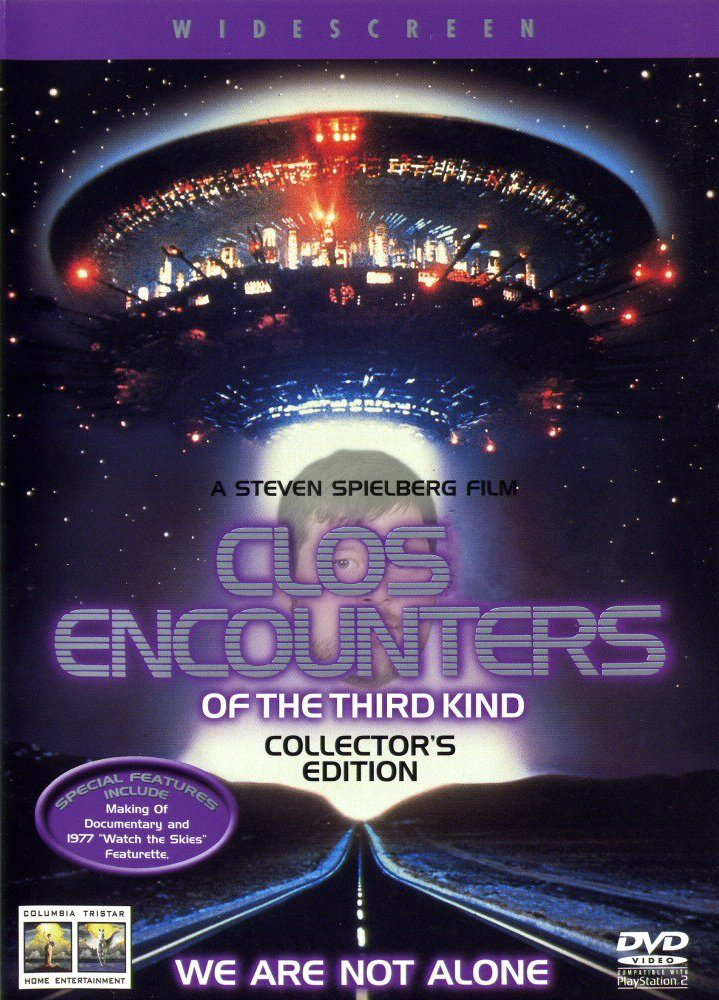 WIDESCREEN
A STEVEN SPIELBERG FILM
CLOS
ENCOUNTERS
OF THE THIRD KIND
COLLECTOR'S
EDITION
SPECIAL FEATURES
INCLUDE
Making Of
Documentary and
1977 "Watch the Skies"
Featurette.
COLUMBIA TRISTAR
HOME ENTERTAINMENT
WE ARE NOT ALONE
DVD
VIDEO
COMPATIBLE WITH
PlayStation 2